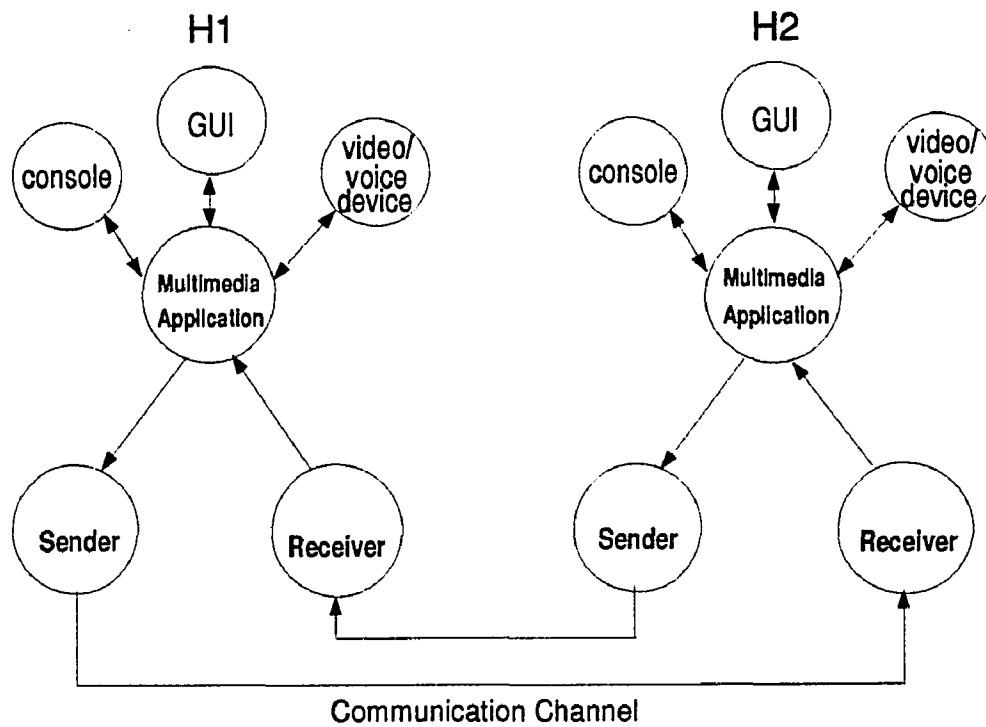 H1
H2
GUI
console
video/
voice
device
Multimedia
Application
GUI
console
video/
voice
device
Multimedia
Application
Sender
Receiver
Sender
Receiver
Communication Channel